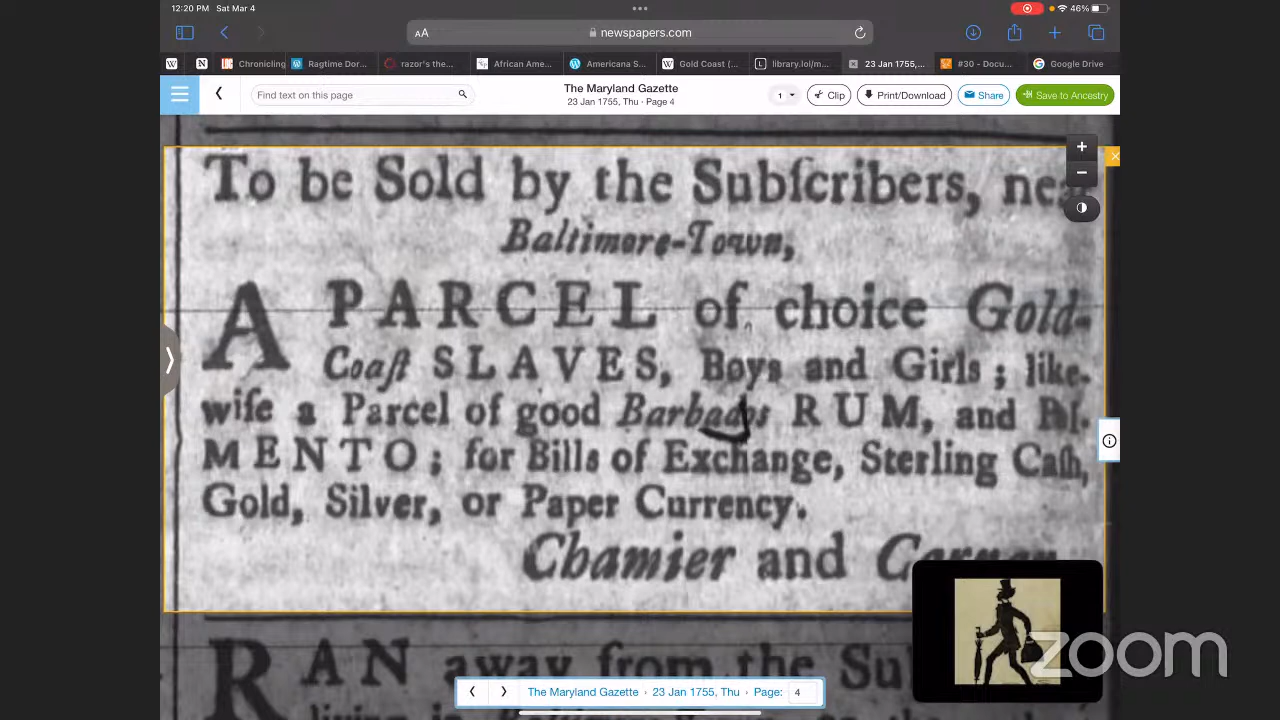 12:20 PM Sat Mar 4
46%
AA newspapers.com
Chronicling
Ragtime Dor...
razor's the...
African Ame...
Americana S...
Gold Coast (...
library.lol/m...
23 Jan 1755,...
#30 - Docu...
Google Drive
Find text on this page
The Maryland Gazette
23 Jan 1755, Thu · Page 4
1
Clip
Print/Download
Share
Save to Ancestry
To be Sold by the Subſcribers, near
Baltimore-Town,
A PARCEL of choice Gold-
Coaſt SLAVES, Boys and Girls; like-
wiſe a Parcel of good Barbados RUM, and PI-
MENTO; for Bills of Exchange, Sterling Caſh,
Gold, Silver, or Paper Currency.
Chamier and
RAN away from the
living in
The Maryland Gazette › 23 Jan 1755, Thu › Page: 4
zoom